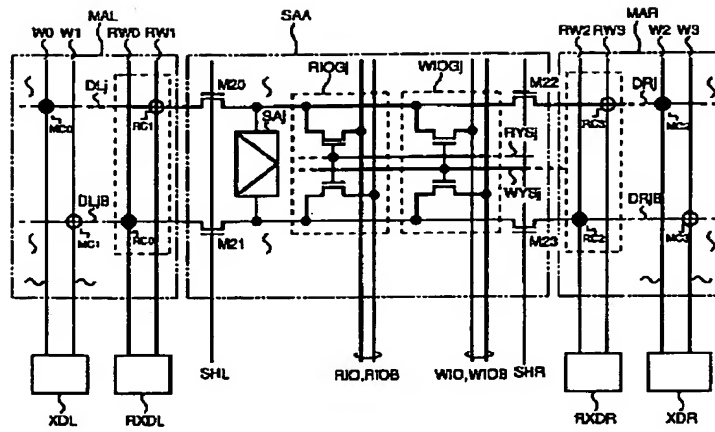 W0 W1 MAL RW0 RW1 SAA RW2 RW3 MAR W2 W3
M20 RIOGj WIOGj M22
DLj SAj DRj
MC0 RC1 RC3 MC2
RYSj
WYSj
DLjB DRjB
MC1 RC0 M21 M23 RC2 MC3
SHL RIO,RIOB WIO,WIOB SHR
XDL RXDL RXDR XDR